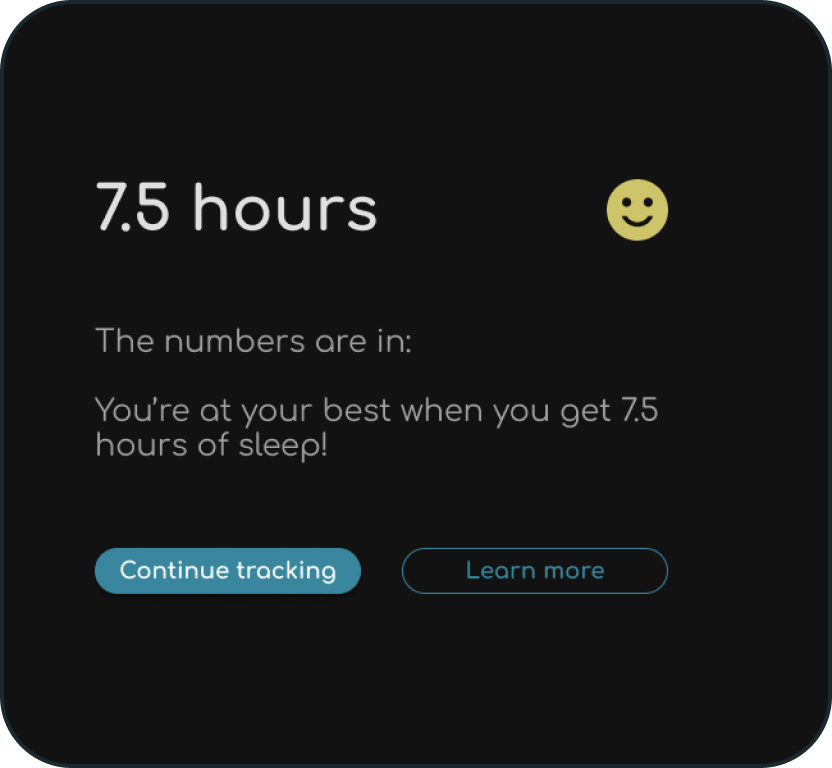 7.5 hours
The numbers are in:
You’re at your best when you get 7.5
hours of sleep!
Continue tracking
Learn more